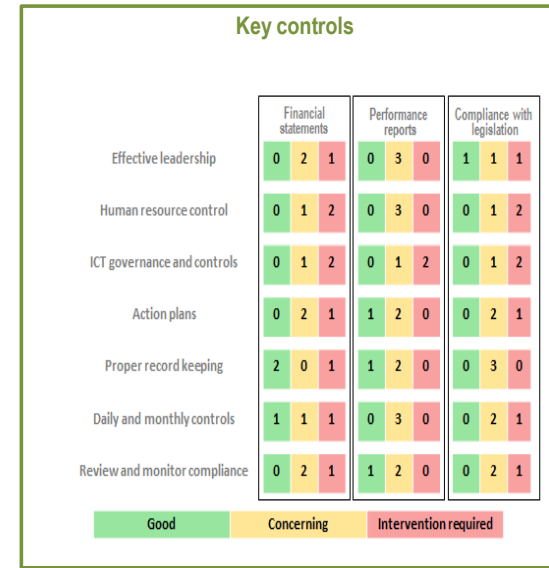 Key controls
Financial statements
Performance reports
Compliance with legislation
Effective leadership 0 2 1 0 3 0 1 1 1
Human resource control 0 1 2 0 3 0 0 1 2
ICT governance and controls 0 1 2 0 1 2 0 1 2
Action plans 0 2 1 1 2 0 0 2 1
Proper record keeping 2 0 1 1 2 0 0 3 0
Daily and monthly controls 1 1 1 0 3 0 0 2 1
Review and monitor compliance 0 2 1 1 2 0 0 2 1
Good Concerning Intervention required